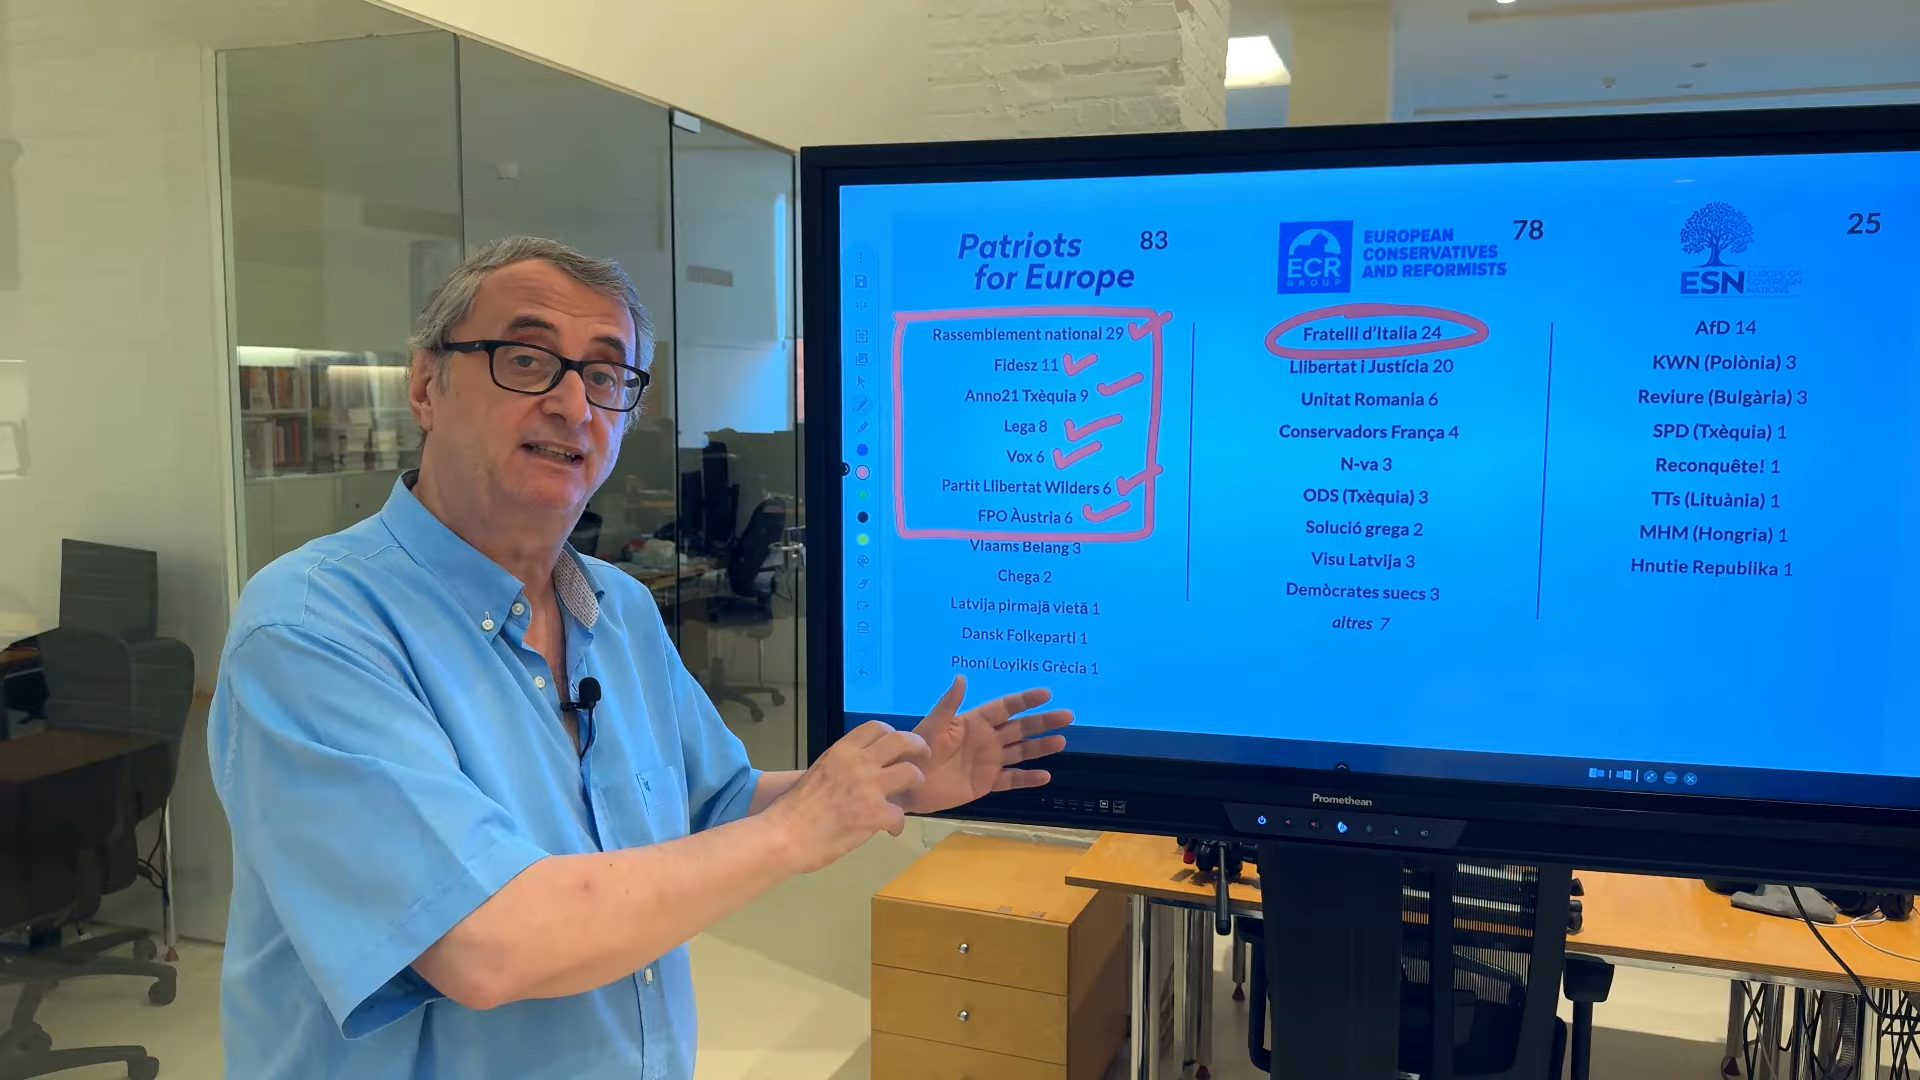 Patriots
for Europe
83
Rassemblement national 29
Fidesz 11
Anno21 Txèquia 9
Lega 8
Vox 6
Partit Llibertat Wilders 6
FPO Àustria 6
Vlaams Belang 3
Chega 2
Latvija pirmajā vietā 1
Dansk Folkeparti 1
Phoní Loyikís Grècia 1
ECR
GROUP
EUROPEAN
CONSERVATIVES
AND REFORMISTS
78
Fratelli d'Italia 24
Llibertat i Justícia 20
Unitat Romania 6
Conservadors França 4
N-va 3
ODS (Txèquia) 3
Solució grega 2
Visu Latvija 3
Demòcrates suecs 3
altres 7
ESN
EUROPE OF
SOVEREIGN
NATIONS
25
AfD 14
KWN (Polònia) 3
Reviure (Bulgària) 3
SPD (Txèquia) 1
Reconquête! 1
TTs (Lituània) 1
MHM (Hongria) 1
Hnutie Republika 1
Promethean